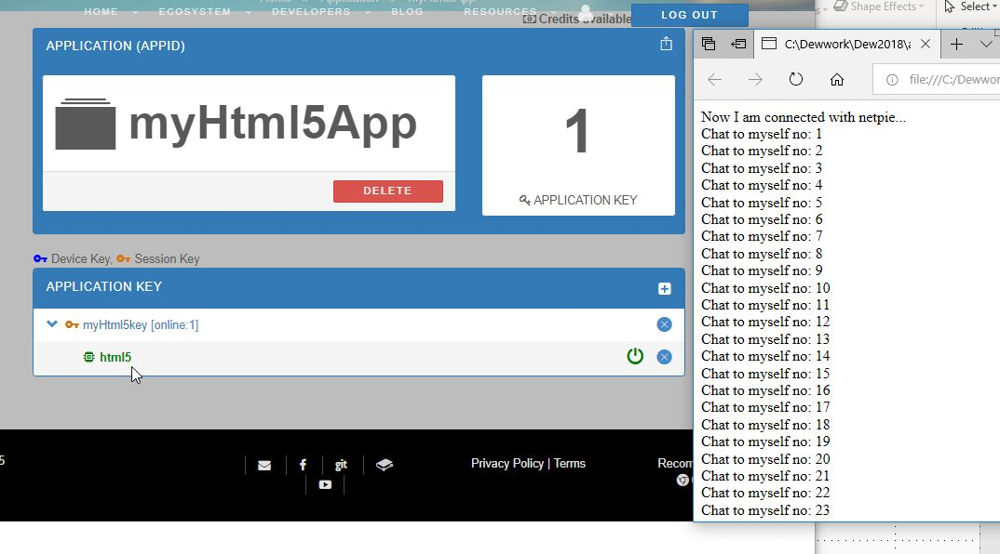 Home Application myHtml5App
HOME ECOSYSTEM DEVELOPERS BLOG RESOURCES
Credits available
LOG OUT
APPLICATION (APPID)
myHtml5App
DELETE
1
APPLICATION KEY
Device Key, Session Key
APPLICATION KEY
myHtml5key [online:1]
html5
5
git
Privacy Policy | Terms
Recom
Shape Effects
Select
C:\Dewwork\Dew2018\a
file:///C:/Dewwor
Now I am connected with netpie...
Chat to myself no: 1
Chat to myself no: 2
Chat to myself no: 3
Chat to myself no: 4
Chat to myself no: 5
Chat to myself no: 6
Chat to myself no: 7
Chat to myself no: 8
Chat to myself no: 9
Chat to myself no: 10
Chat to myself no: 11
Chat to myself no: 12
Chat to myself no: 13
Chat to myself no: 14
Chat to myself no: 15
Chat to myself no: 16
Chat to myself no: 17
Chat to myself no: 18
Chat to myself no: 19
Chat to myself no: 20
Chat to myself no: 21
Chat to myself no: 22
Chat to myself no: 23